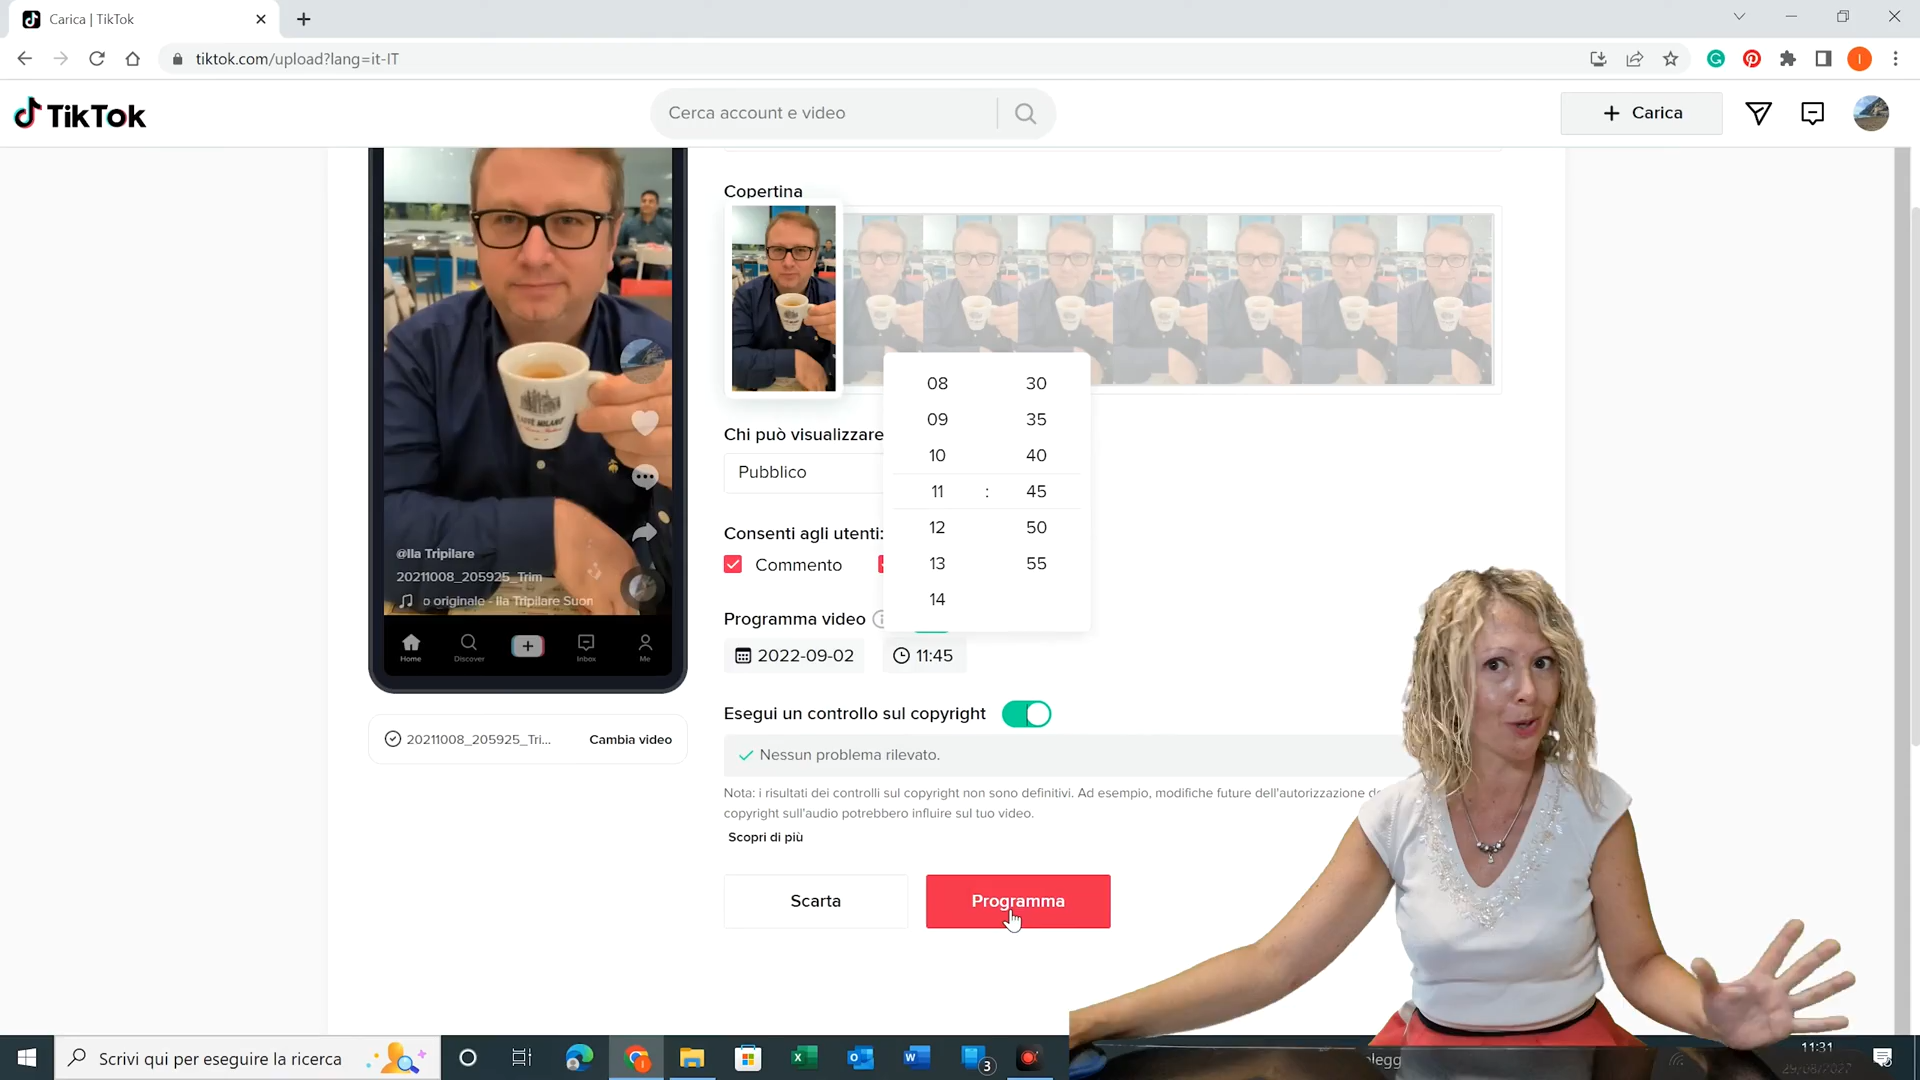 Carica | TikTok
tiktok.com/upload?lang=it-IT
I
TikTok
Cerca account e video
+ Carica
Copertina
08 30
09 35
10 40
11 : 45
12 50
13 55
14
Chi può visualizzare
Pubblico
Consenti agli utenti:
Commento
Programma video
2022-09-02
11:45
Esegui un controllo sul copyright
Nessun problema rilevato.
Nota: i risultati dei controlli sul copyright non sono definitivi. Ad esempio, modifiche future dell'autorizzazione
copyright sull'audio potrebbero influire sul tuo video.
Scopri di più
Scarta
Programma
CAFFÈ MILANO
@Ila Tripilare
20211008_205925_Trim
o originale - Ila Tripilare Suon
Home
Discover
Inbox
Me
20211008_205925_Tri...
Cambia video
Scrivi qui per eseguire la ricerca
3
11:31